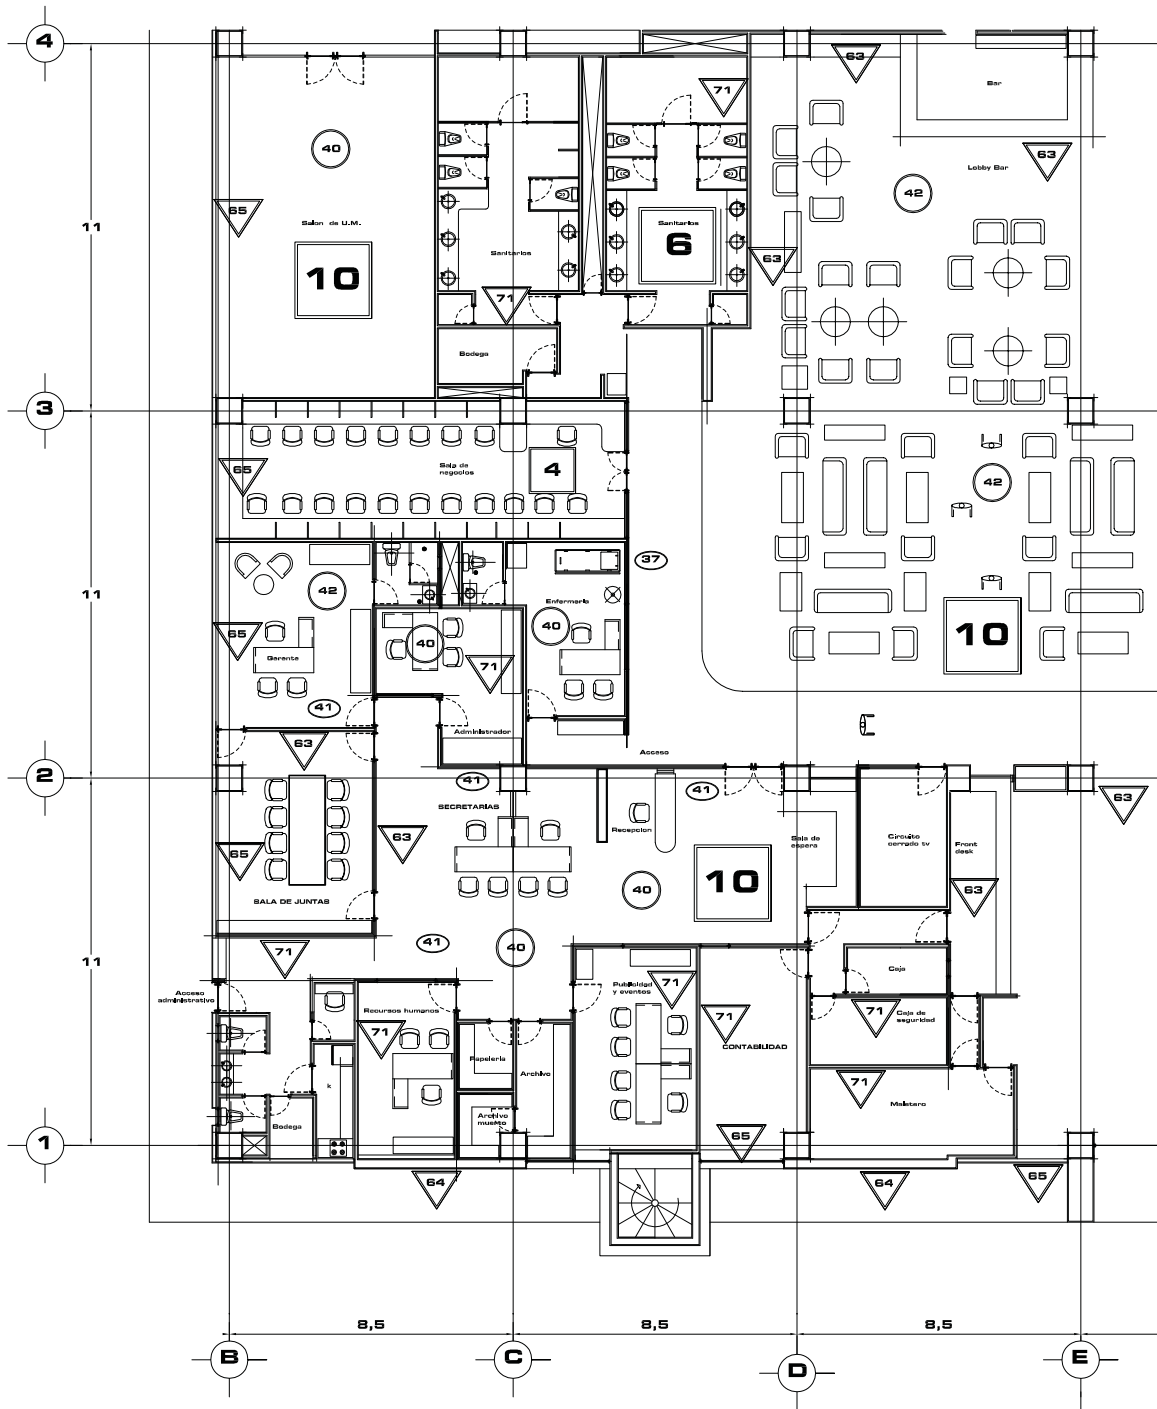 4
63
Bar
71
40
63
Lobby Bar
42
65
Salon de U.M.
Sanitarios
6
11
Sanitarios
63
10
71
Bodega
3
4
65
Sala de
negocios
42
37
42
Enfermaria
40
65
40
10
11
Gerente
71
41
Administrador
63
Acceso
2
41
41
63
SECRETARIAS
Recepcion
63
Sala de
espera
Circuito
cerrado tv
Front
desk
65
10
40
63
SALA DE JUNTAS
41
40
71
Caja
Acceso
administrativo
Publicidad
y eventos
71
11
Recursos humanos
71
71
71
Caja de
seguridad
CONTABILIDAD
Papeleria
Archivo
k
71
Maletero
Bodega
Archivo
muerto
1
65
64
64
65
8,5
8,5
8,5
B
C
D
E